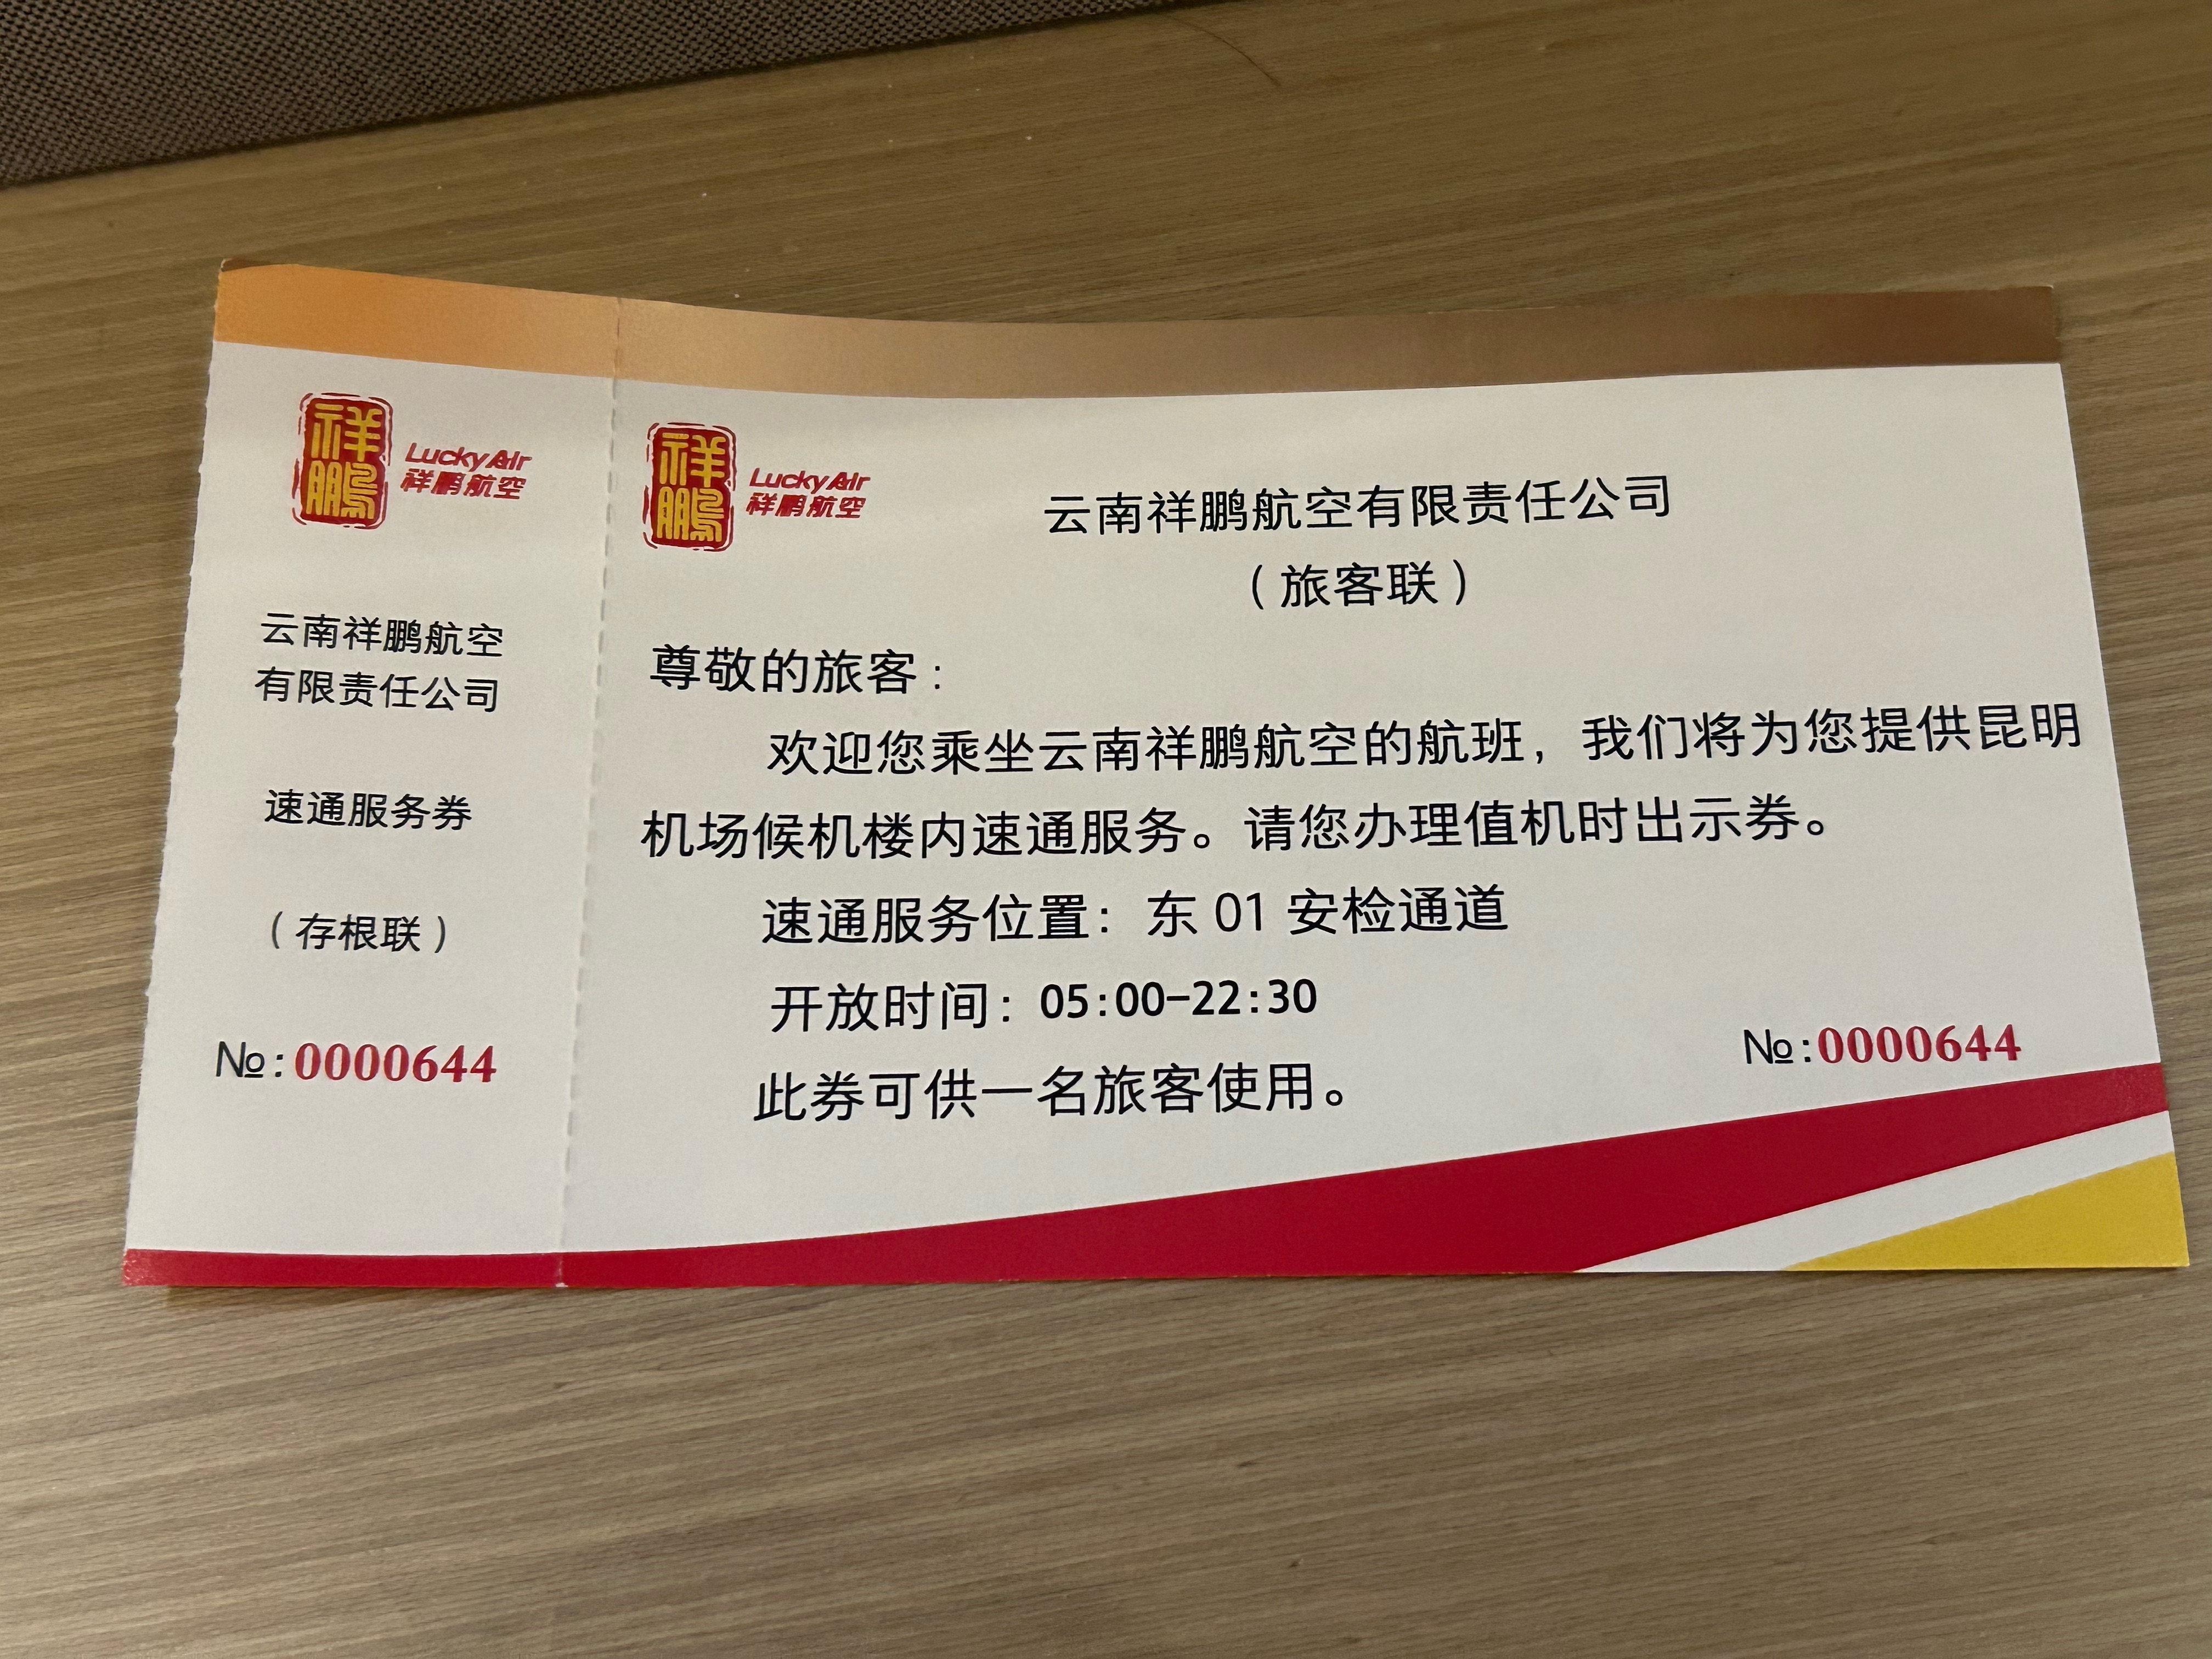 祥鹏
Lucky Air
祥鹏航空
云南祥鹏航空
有限责任公司
速通服务券
（存根联）
№:0000644
祥鹏
Lucky Air
祥鹏航空
云南祥鹏航空有限责任公司
（旅客联）
尊敬的旅客：
欢迎您乘坐云南祥鹏航空的航班，我们将为您提供昆明
机场候机楼内速通服务。请您办理值机时出示券。
速通服务位置：东 01 安检通道
开放时间：05:00-22:30
此券可供一名旅客使用。
№:0000644